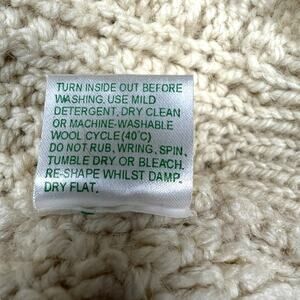 TURN INSIDE OUT BEFORE
WASHING. USE MILD
DETERGENT, DRY CLEAN
OR MACHINE-WASHABLE
WOOL CYCLE(40°C)
DO NOT RUB, WRING, SPIN,
TUMBLE DRY OR BLEACH.
RE-SHAPE WHILST DAMP.
DRY FLAT.